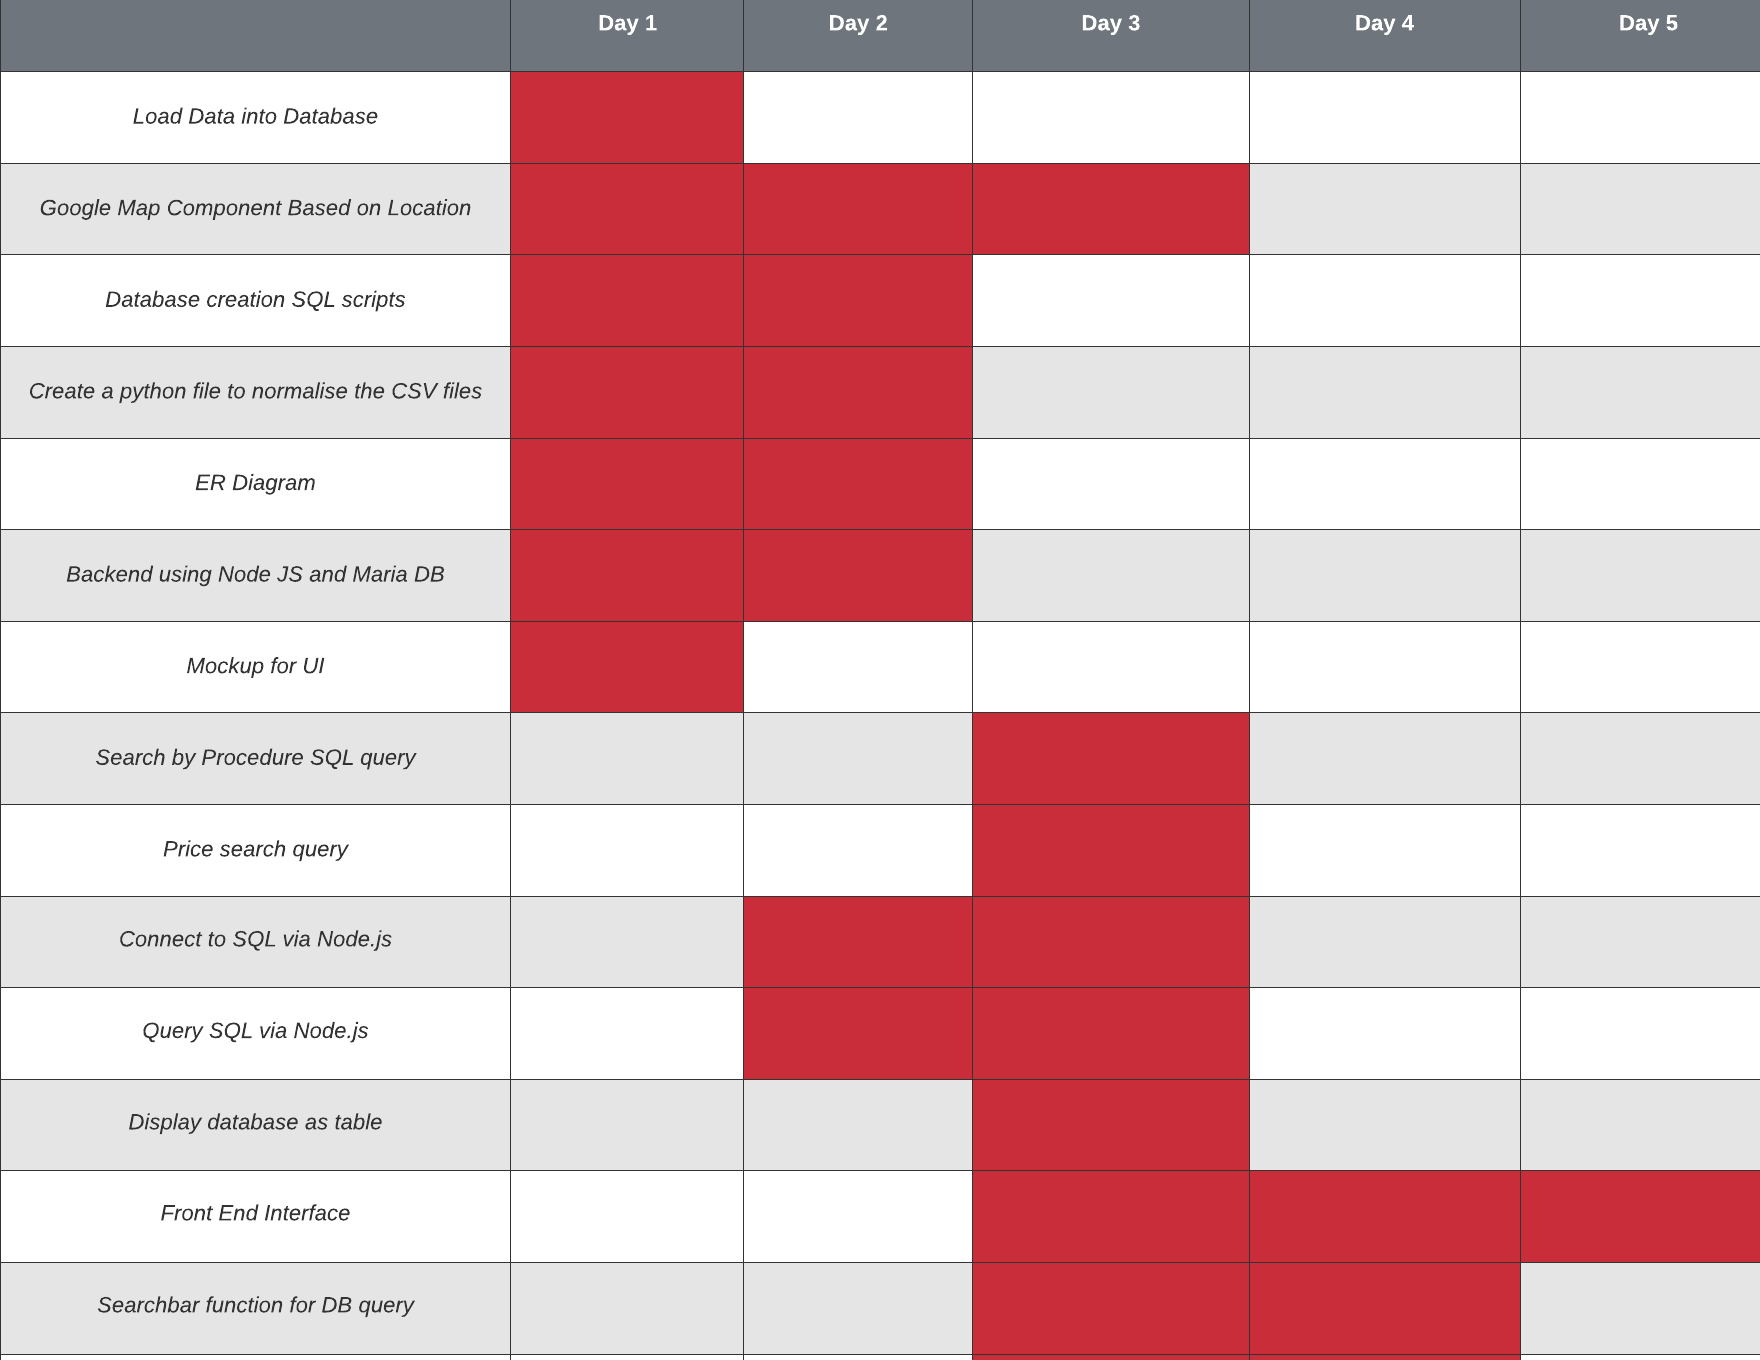 Day 1 Day 2 Day 3 Day 4 Day 5
Load Data into Database
Google Map Component Based on Location
Database creation SQL scripts
Create a python file to normalise the CSV files
ER Diagram
Backend using Node JS and Maria DB
Mockup for UI
Search by Procedure SQL query
Price search query
Connect to SQL via Node.js
Query SQL via Node.js
Display database as table
Front End Interface
Searchbar function for DB query